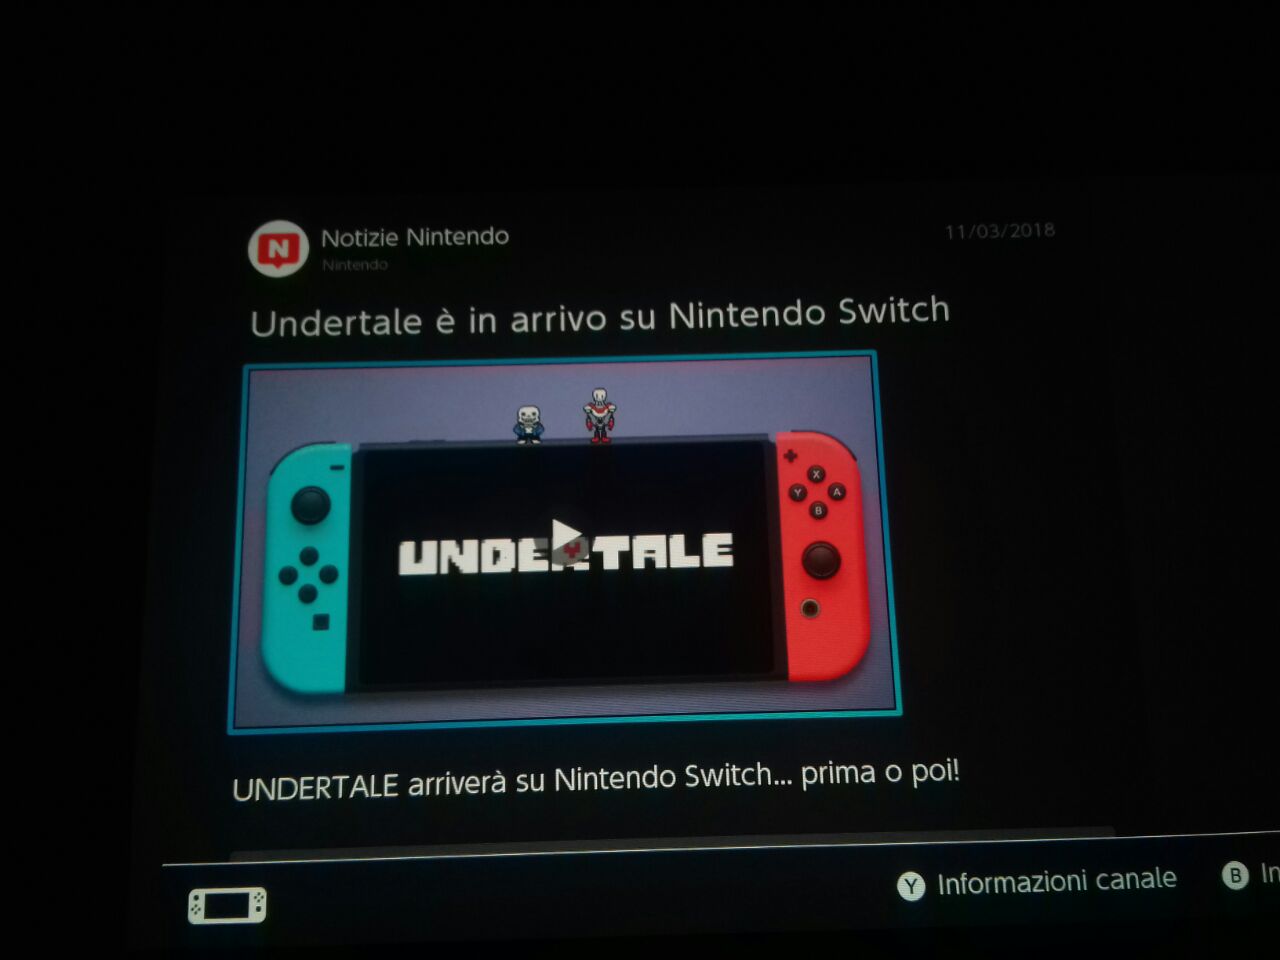 N
Notizie Nintendo
11/03/2018
Nintendo
Undertale è in arrivo su Nintendo Switch
X
Y
A
B
UNDERTALE
UNDERTALE arriverà su Nintendo Switch... prima o poi!
Y Informazioni canale
B